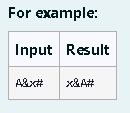 For example:
Input Result
A&x# x&A#